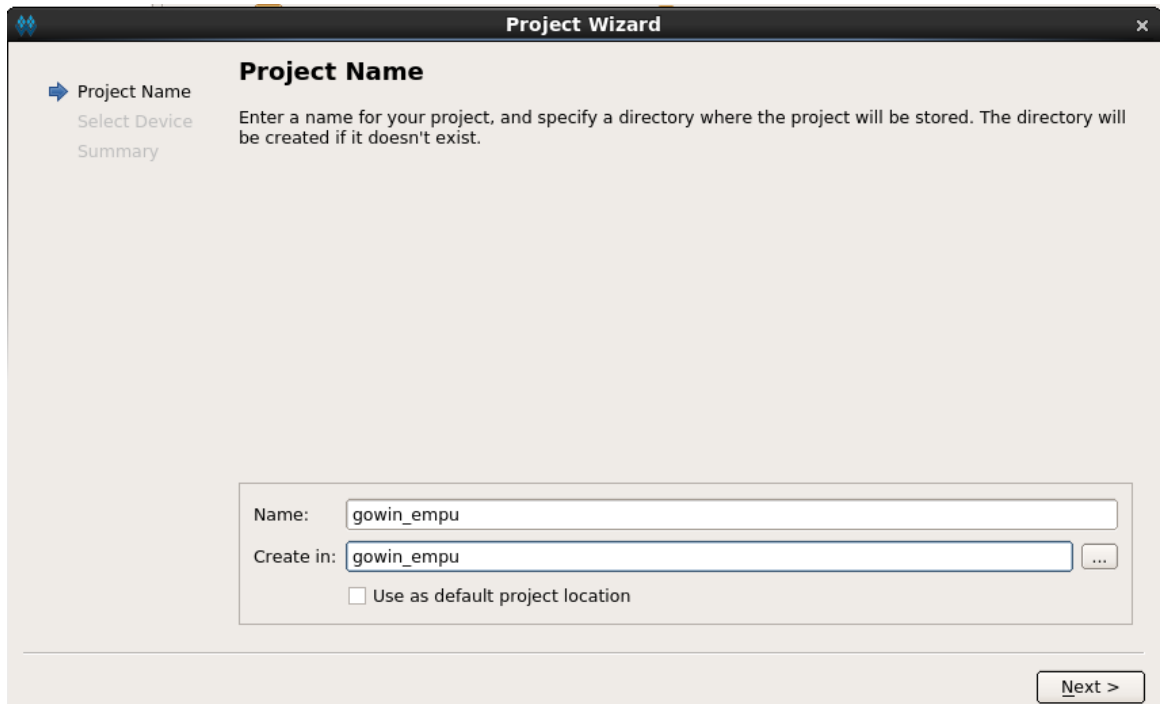 Project Wizard
Project Name
Select Device
Summary
Project Name
Enter a name for your project, and specify a directory where the project will be stored. The directory will
be created if it doesn't exist.
Name: gowin_empu
Create in: gowin_empu ...
Use as default project location
Next >